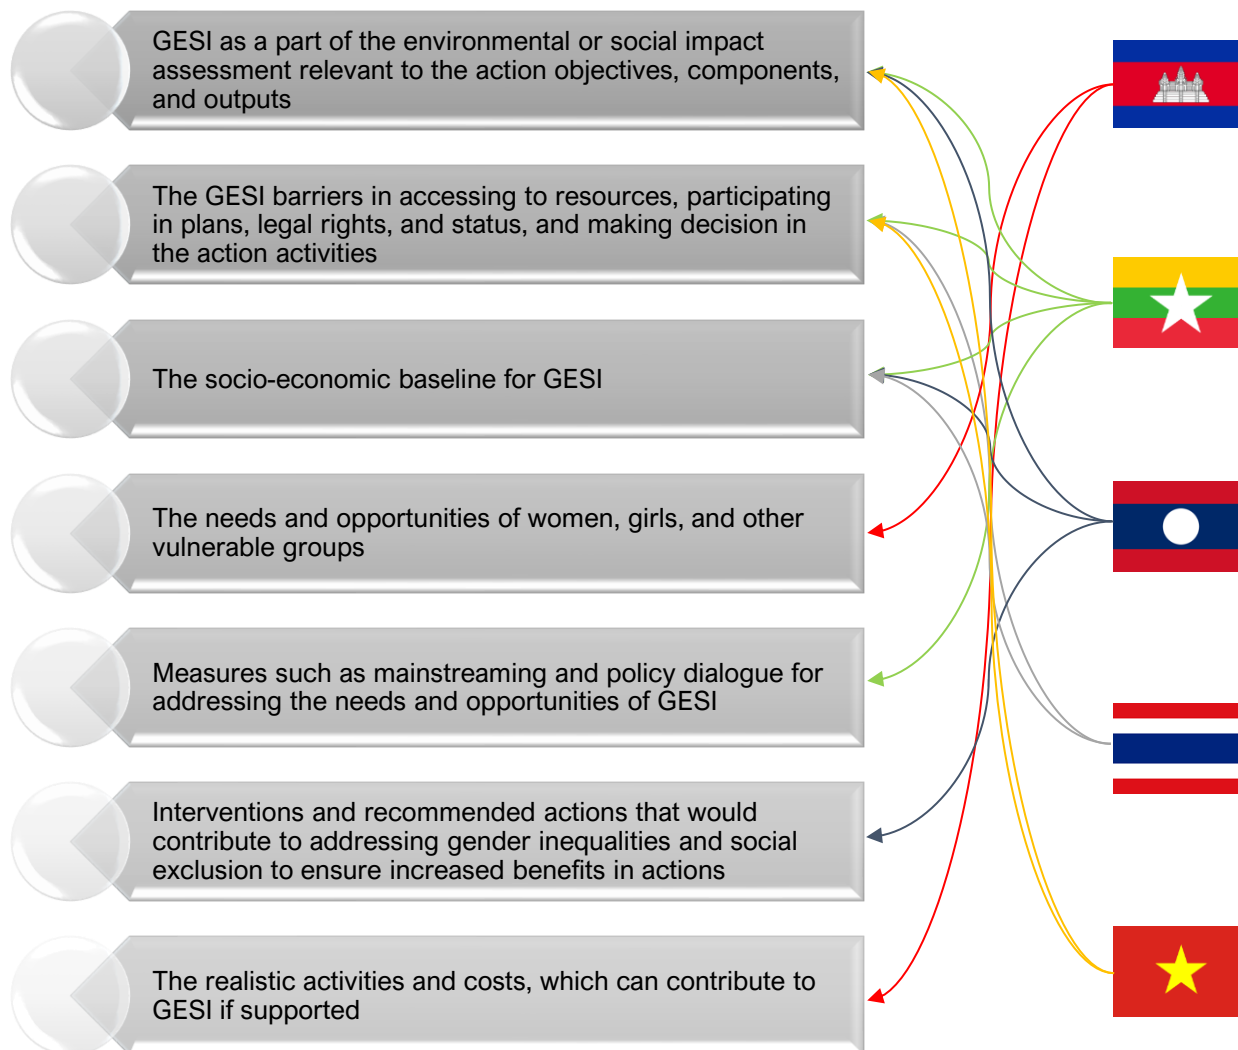 GESI as a part of the environmental or social impact
assessment relevant to the action objectives, components,
and outputs
The GESI barriers in accessing to resources, participating
in plans, legal rights, and status, and making decision in
the action activities
The socio-economic baseline for GESI
The needs and opportunities of women, girls, and other
vulnerable groups
Measures such as mainstreaming and policy dialogue for
addressing the needs and opportunities of GESI
Interventions and recommended actions that would
contribute to addressing gender inequalities and social
exclusion to ensure increased benefits in actions
The realistic activities and costs, which can contribute to
GESI if supported